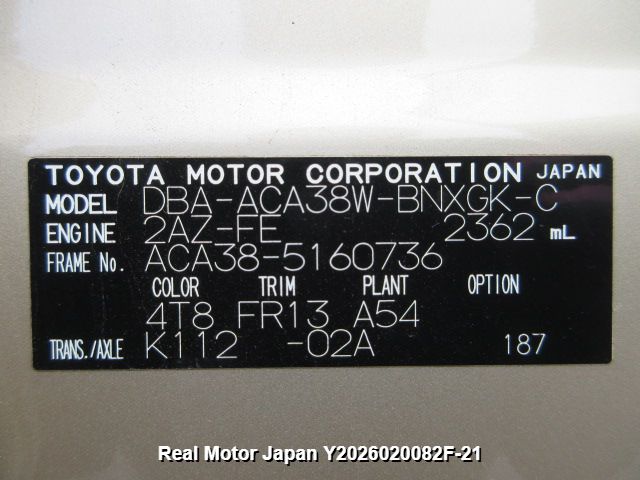 TOYOTA MOTOR CORPORATION JAPAN
MODEL DBA-ACA38W-BNXGK-C
ENGINE 2AZ-FE 2362 mL
FRAME No. ACA38-5160736
COLOR TRIM PLANT OPTION
4T8 FR13 A54
TRANS./AXLE K112 -02A 187
Real Motor Japan Y2026020082F-21